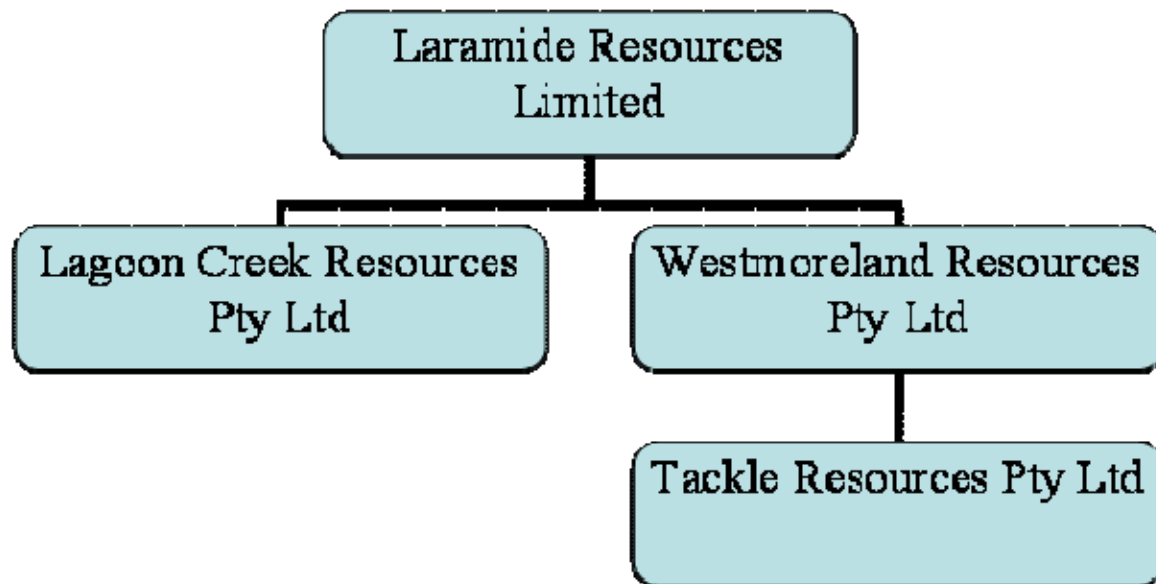 Laramide Resources
Limited
Lagoon Creek Resources
Pty Ltd
Westmoreland Resources
Pty Ltd
Tackle Resources Pty Ltd